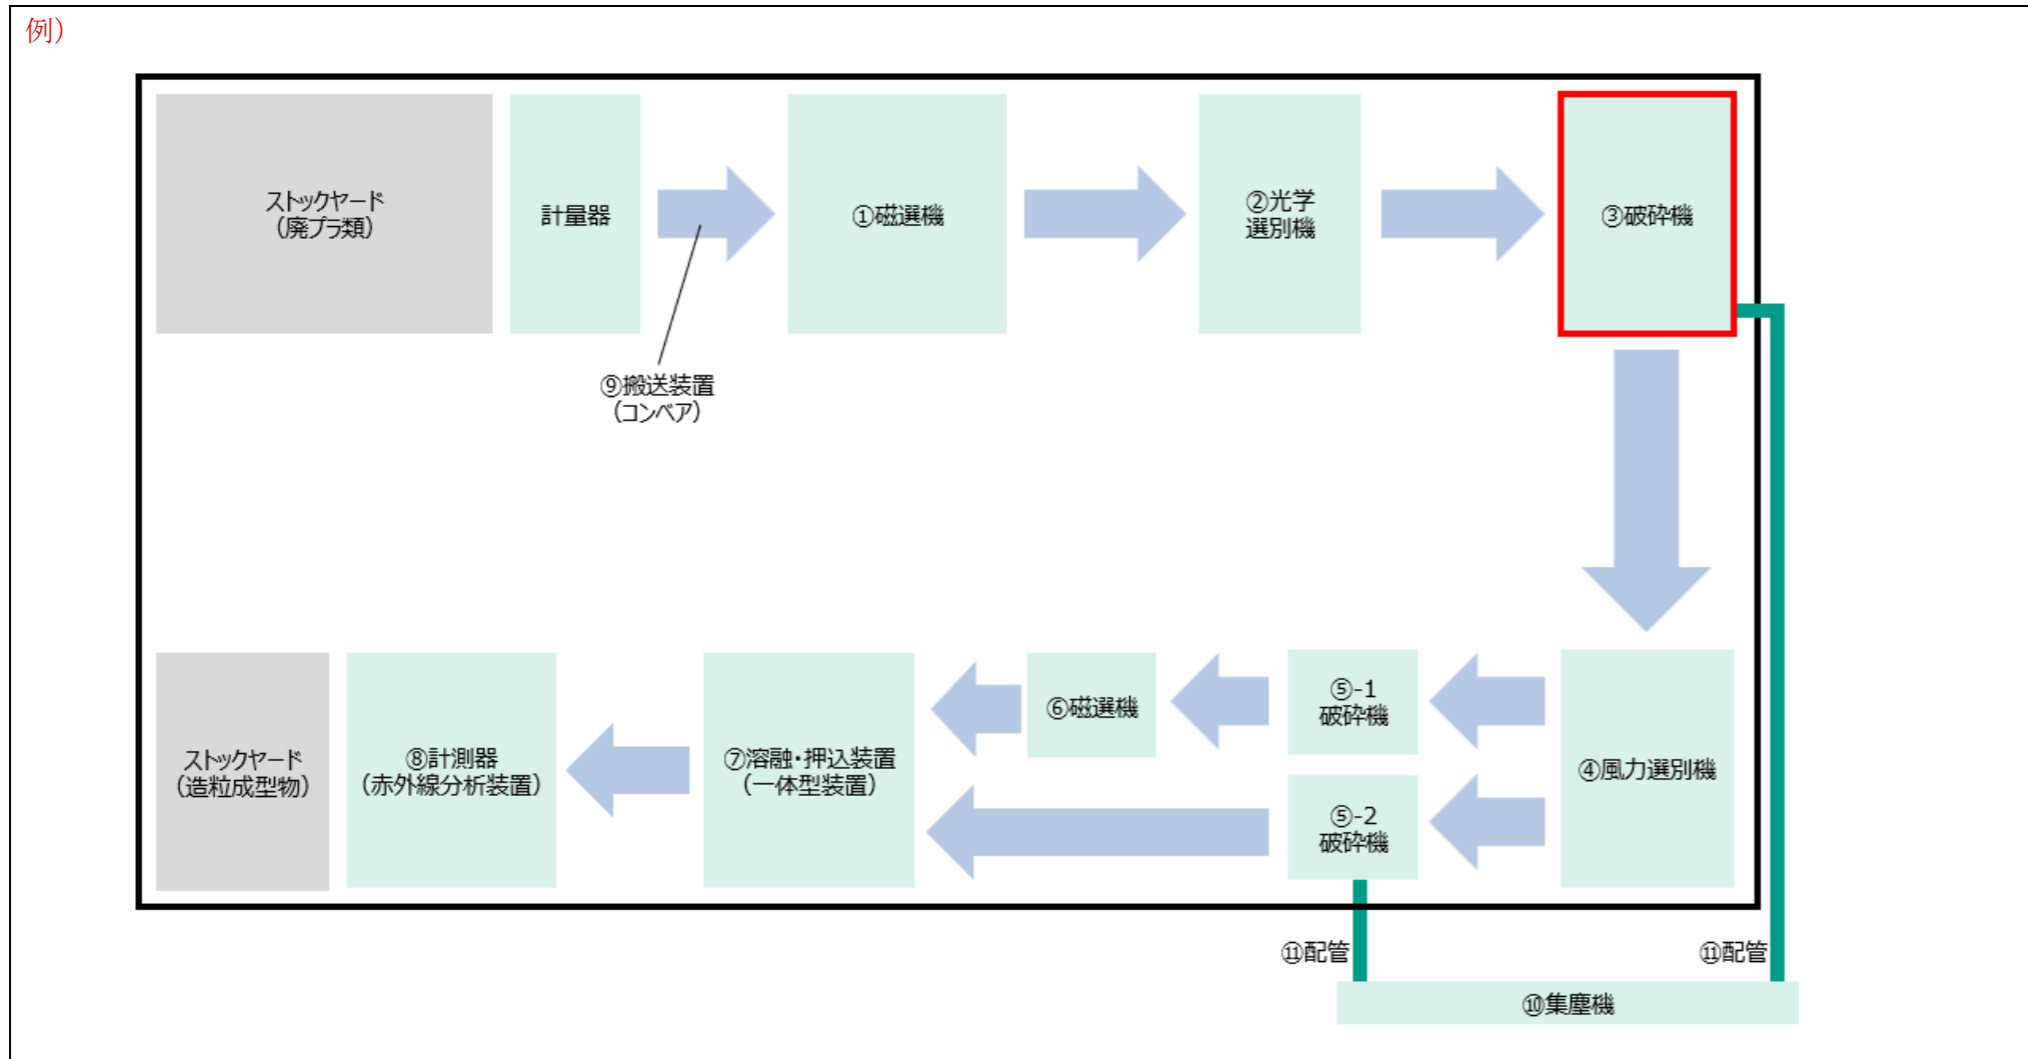 例）
ストックヤード
（廃プラ類）
計量器
①磁選機
②光学
選別機
③破砕機
⑨搬送装置
（コンベア）
ストックヤード
（造粒成型物）
⑧計測器
（赤外線分析装置）
⑦溶融・押込装置
（一体型装置）
⑥磁選機
⑤-1
破砕機
⑤-2
破砕機
④風力選別機
⑪配管
⑪配管
⑩集塵機